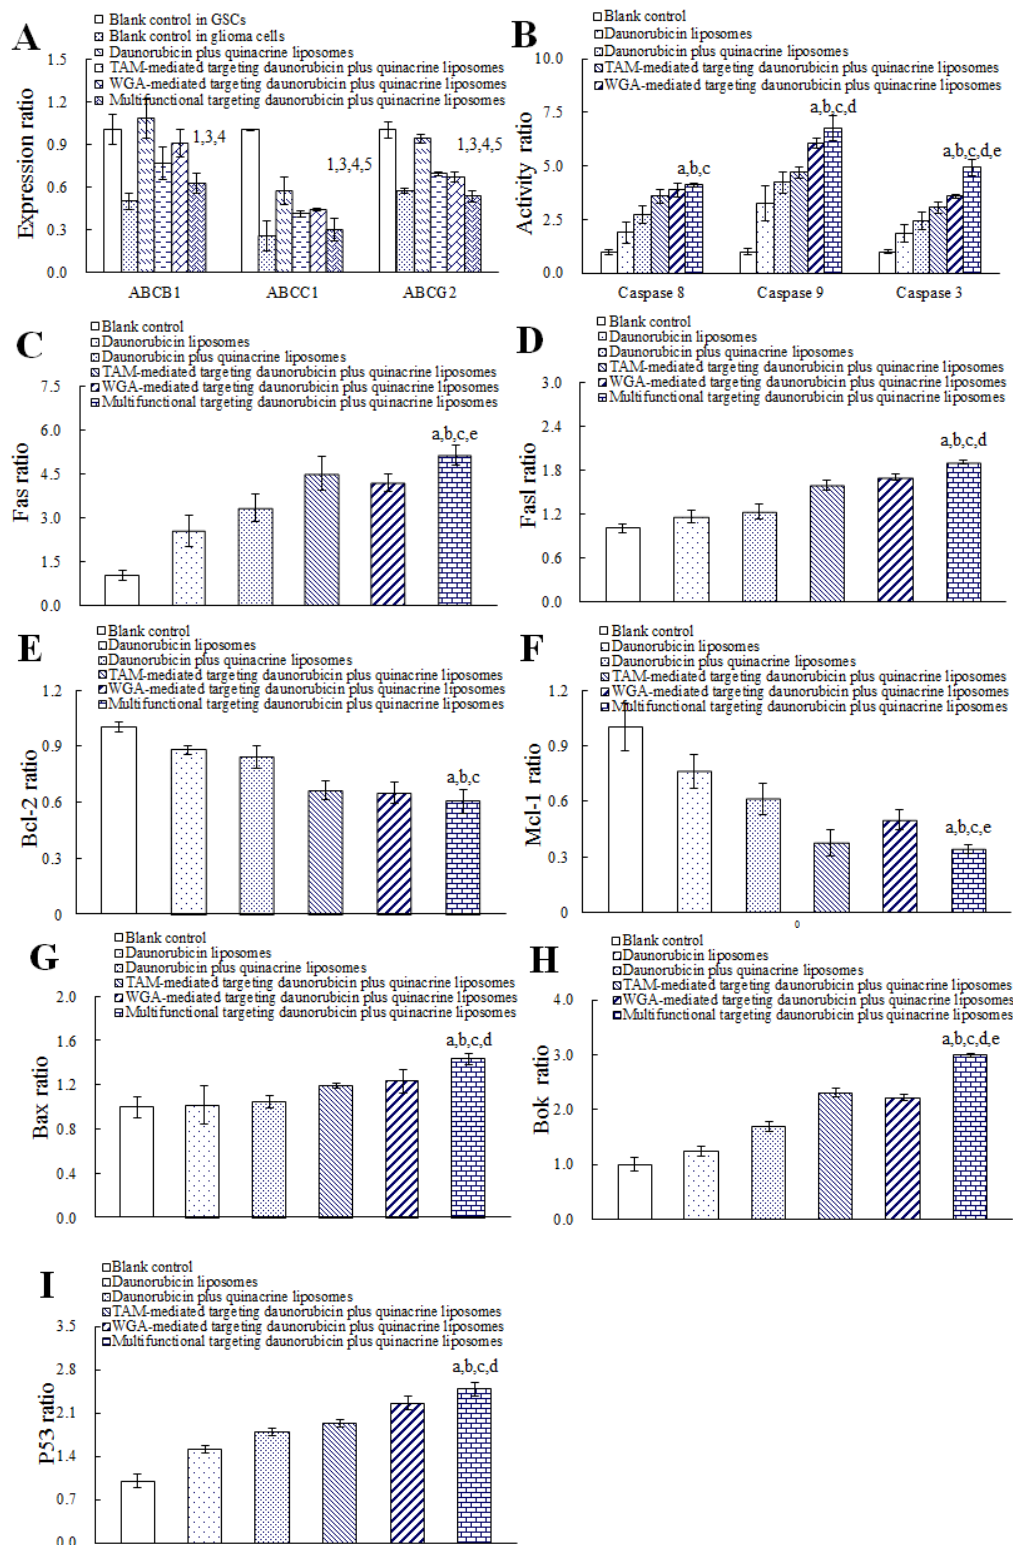 A
Blank control in GSCs
Blank control in glioma cells
Daunorubicin plus quinacrine liposomes
TAM-mediated targeting daunorubicin plus quinacrine liposomes
WGA-mediated targeting daunorubicin plus quinacrine liposomes
Multifunctional targeting daunorubicin plus quinacrine liposomes
Expression ratio
1.5
1.2
0.9
0.6
0.3
0.0
1,3,4
1,3,4,5
1,3,4,5
ABCB1
ABCC1
ABCG2
B
Blank control
Daunorubicin liposomes
Daunorubicin plus quinacrine liposomes
TAM-mediated targeting daunorubicin plus quinacrine liposomes
WGA-mediated targeting daunorubicin plus quinacrine liposomes
Activity ratio
10.0
7.5
5.0
2.5
0.0
a,b,c
a,b,c,d
a,b,c,d,e
Caspase 8
Caspase 9
Caspase 3
C
Blank control
Daunorubicin liposomes
Daunorubicin plus quinacrine liposomes
TAM-mediated targeting daunorubicin plus quinacrine liposomes
WGA-mediated targeting daunorubicin plus quinacrine liposomes
Multifunctional targeting daunorubicin plus quinacrine liposomes
Fas ratio
7.5
6.0
4.5
3.0
1.5
0.0
a,b,c,e
D
Blank control
Daunorubicin liposomes
Daunorubicin plus quinacrine liposomes
TAM-mediated targeting daunorubicin plus quinacrine liposomes
WGA-mediated targeting daunorubicin plus quinacrine liposomes
Multifunctional targeting daunorubicin plus quinacrine liposomes
Fasl ratio
3.0
2.4
1.8
1.2
0.6
0.0
a,b,c,d
E
Blank control
Daunorubicin liposomes
Daunorubicin plus quinacrine liposomes
TAM-mediated targeting daunorubicin plus quinacrine liposomes
WGA-mediated targeting daunorubicin plus quinacrine liposomes
Multifunctional targeting daunorubicin plus quinacrine liposomes
Bcl-2 ratio
1.2
0.9
0.6
0.3
0
a,b,c
F
Blank control
Daunorubicin liposomes
Daunorubicin plus quinacrine liposomes
TAM-mediated targeting daunorubicin plus quinacrine liposomes
WGA-mediated targeting daunorubicin plus quinacrine liposomes
Multifunctional targeting daunorubicin plus quinacrine liposomes
Mcl-1 ratio
1.2
0.9
0.6
0.3
0
a,b,c,e
0
G
Blank control
Daunorubicin liposomes
Daunorubicin plus quinacrine liposomes
TAM-mediated targeting daunorubicin plus quinacrine liposomes
WGA-mediated targeting daunorubicin plus quinacrine liposomes
Multifunctional targeting daunorubicin plus quinacrine liposomes
Bax ratio
2.0
1.6
1.2
0.8
0.4
0.0
a,b,c,d
H
Blank control
Daunorubicin liposomes
Daunorubicin plus quinacrine liposomes
TAM-mediated targeting daunorubicin plus quinacrine liposomes
WGA-mediated targeting daunorubicin plus quinacrine liposomes
Multifunctional targeting daunorubicin plus quinacrine liposomes
Bok ratio
4.0
3.0
2.0
1.0
0.0
a,b,c,d,e
I
Blank control
Daunorubicin liposomes
Daunorubicin plus quinacrine liposomes
TAM-mediated targeting daunorubicin plus quinacrine liposomes
WGA-mediated targeting daunorubicin plus quinacrine liposomes
Multifunctional targeting daunorubicin plus quinacrine liposomes
P53 ratio
3.5
2.8
2.1
1.4
0.7
0.0
a,b,c,d